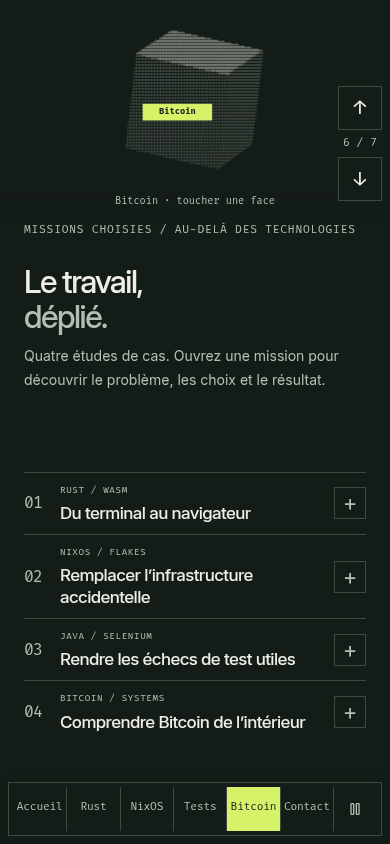 Bitcoin
↑
6 / 7
↓
Bitcoin · toucher une face
MISSIONS CHOISIES / AU-DELÀ DES TECHNOLOGIES
Le travail,
déplié.
Quatre études de cas. Ouvrez une mission pour
découvrir le problème, les choix et le résultat.
RUST / WASM
01 Du terminal au navigateur +
NIXOS / FLAKES
02 Remplacer l’infrastructure
accidentelle +
JAVA / SELENIUM
03 Rendre les échecs de test utiles +
BITCOIN / SYSTEMS
04 Comprendre Bitcoin de l’intérieur +
Accueil Rust NixOS Tests Bitcoin Contact